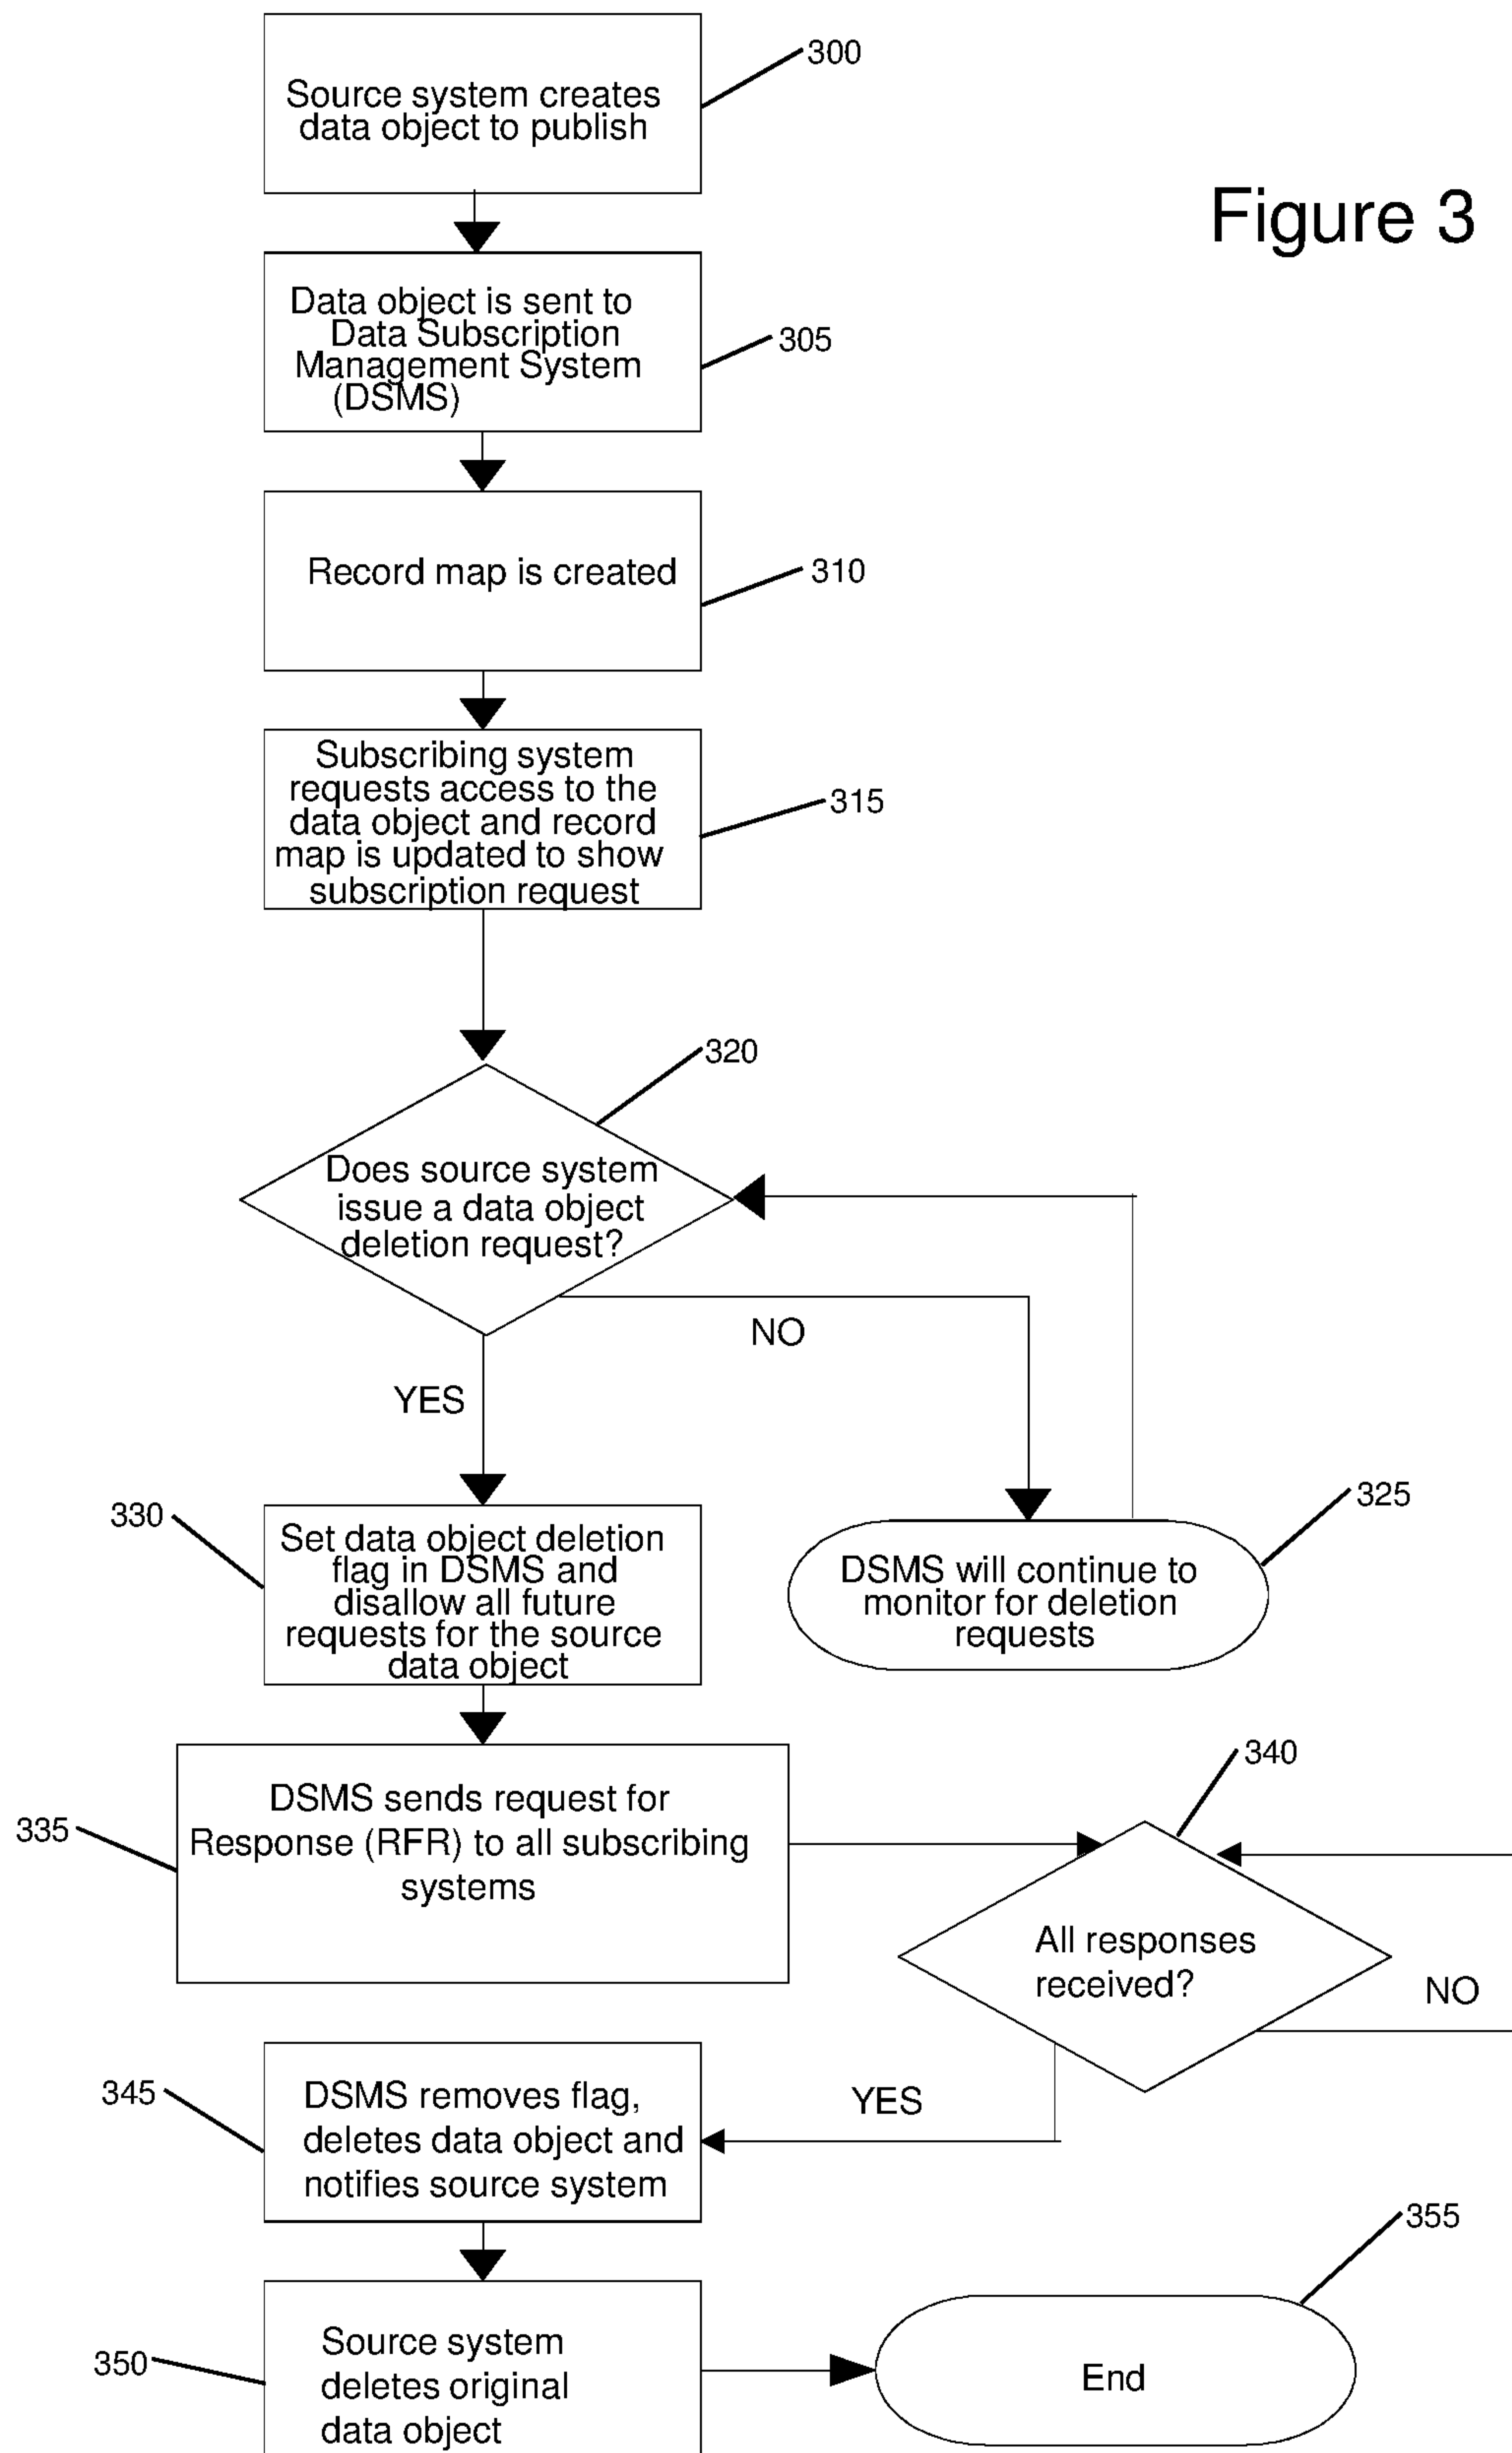 300
Source system creates
data object to publish
Figure 3
Data object is sent to
Data Subscription
Management System
(DSMS)
305
Record map is created
310
Subscribing system
requests access to the
data object and record
map is updated to show
subscription request
315
320
Does source system
issue a data object
deletion request?
NO
YES
330
Set data object deletion
flag in DSMS and
disallow all future
requests for the source
data object
325
DSMS will continue to
monitor for deletion
requests
335
DSMS sends request for
Response (RFR) to all subscribing
systems
340
All responses
received?
NO
YES
345
DSMS removes flag,
deletes data object and
notifies source system
350
Source system
deletes original
data object
355
End